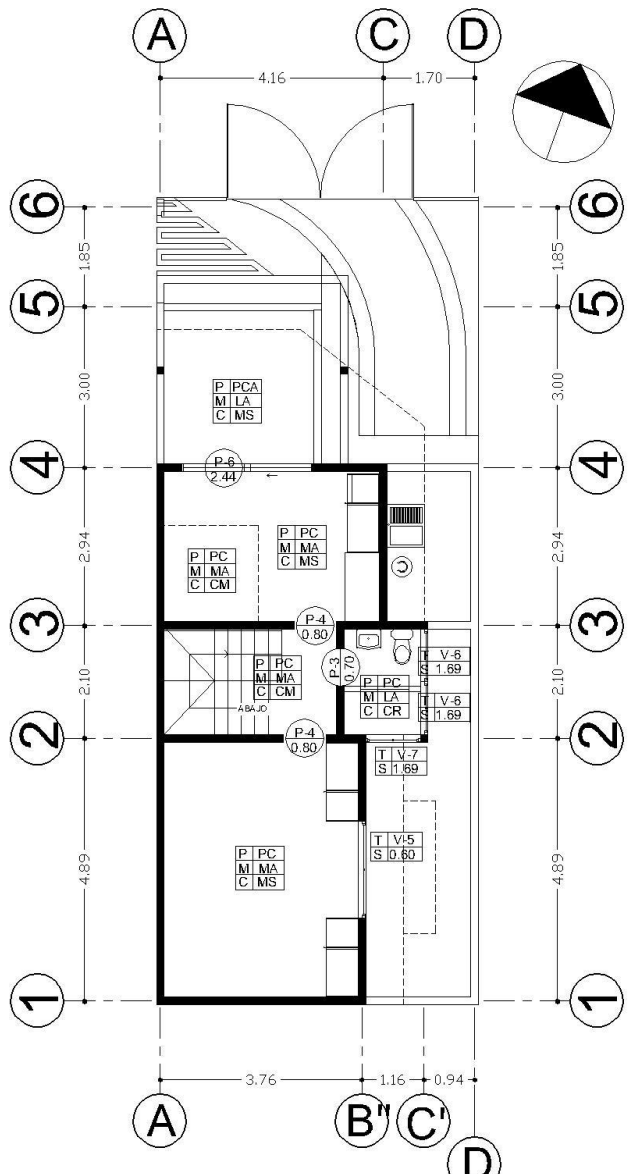 A C D
4.16 1.70
6 6
1.85 1.85
5 5
3.00 3.00
P PCA
M LA
C MS
4 4
P-6
2.44
2.94 2.94
P PC
M MA
C MS
P PC
M MA
C CM
3 3
P-4
0.80
2.10 2.10
P-3
0.70
P PC
M MA
C CM
ABAJO
P PC
M LA
C CR
T V-6
S 1.69
T V-6
S 1.69
2 2
P-4
0.80
T V-7
S 1.69
4.89 4.89
T V-5
S 0.60
P PC
M MA
C MS
1 1
3.76 1.16 0.94
A B" C'
D